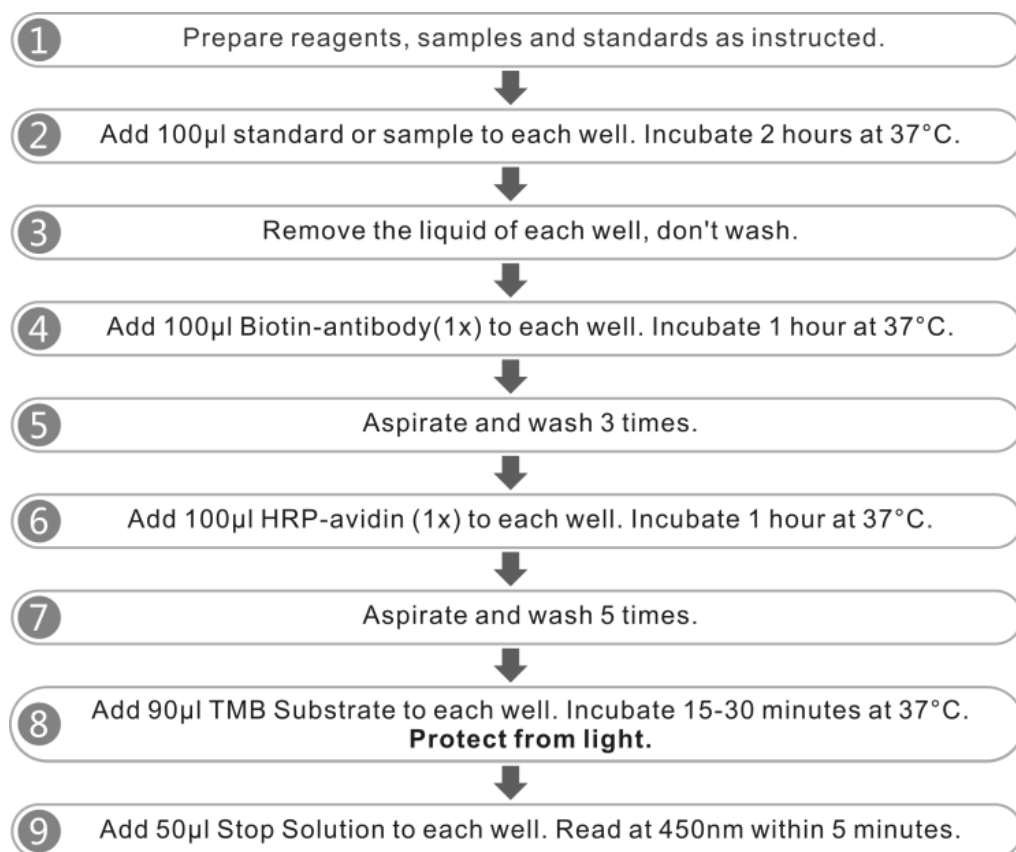 1 Prepare reagents, samples and standards as instructed.
2 Add 100µl standard or sample to each well. Incubate 2 hours at 37°C.
3 Remove the liquid of each well, don't wash.
4 Add 100µl Biotin-antibody(1x) to each well. Incubate 1 hour at 37°C.
5 Aspirate and wash 3 times.
6 Add 100µl HRP-avidin (1x) to each well. Incubate 1 hour at 37°C.
7 Aspirate and wash 5 times.
8 Add 90µl TMB Substrate to each well. Incubate 15-30 minutes at 37°C.
Protect from light.
9 Add 50µl Stop Solution to each well. Read at 450nm within 5 minutes.